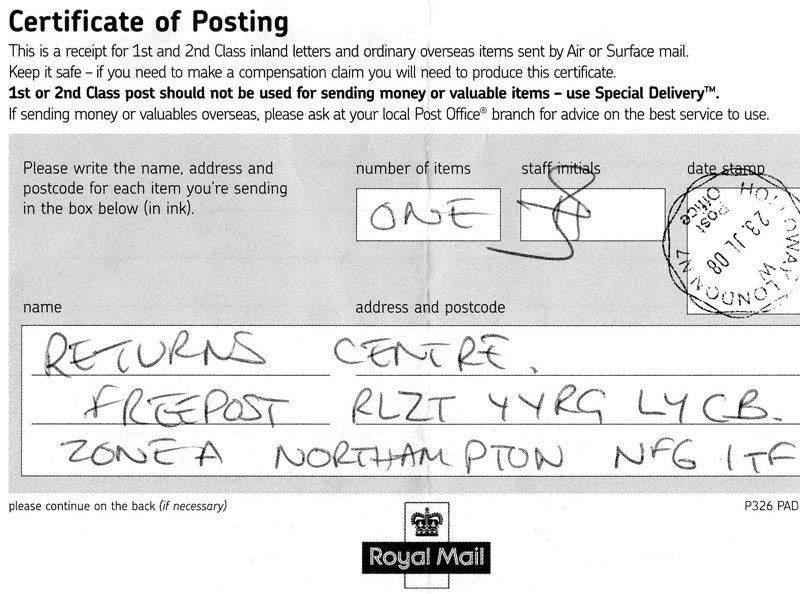 Certificate of Posting
This is a receipt for 1st and 2nd Class inland letters and ordinary overseas items sent by Air or Surface mail.
Keep it safe – if you need to make a compensation claim you will need to produce this certificate.
1st or 2nd Class post should not be used for sending money or valuable items – use Special Delivery™.
If sending money or valuables overseas, please ask at your local Post Office® branch for advice on the best service to use.
Please write the name, address and
postcode for each item you're sending
in the box below (in ink).
number of items
staff initials
date stamp
ONE
HOLLOWAY LONDON N7
Post
Office
23. JL 08
W
name
address and postcode
RETURNS CENTRE.
FREEPOST RLZT YYRG LYCB.
ZONE A NORTHAMPTON NFG 1TF
please continue on the back (if necessary)
P326 PAD
Royal Mail